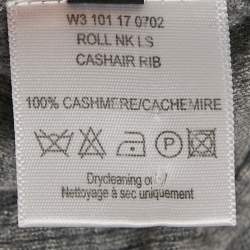 W3 101 17 0702
ROLL NK LS
CASHAIR RIB
100% CASHMERE/CACHEMIRE
P
Drycleaning only
Nettoyage à sec uniquement